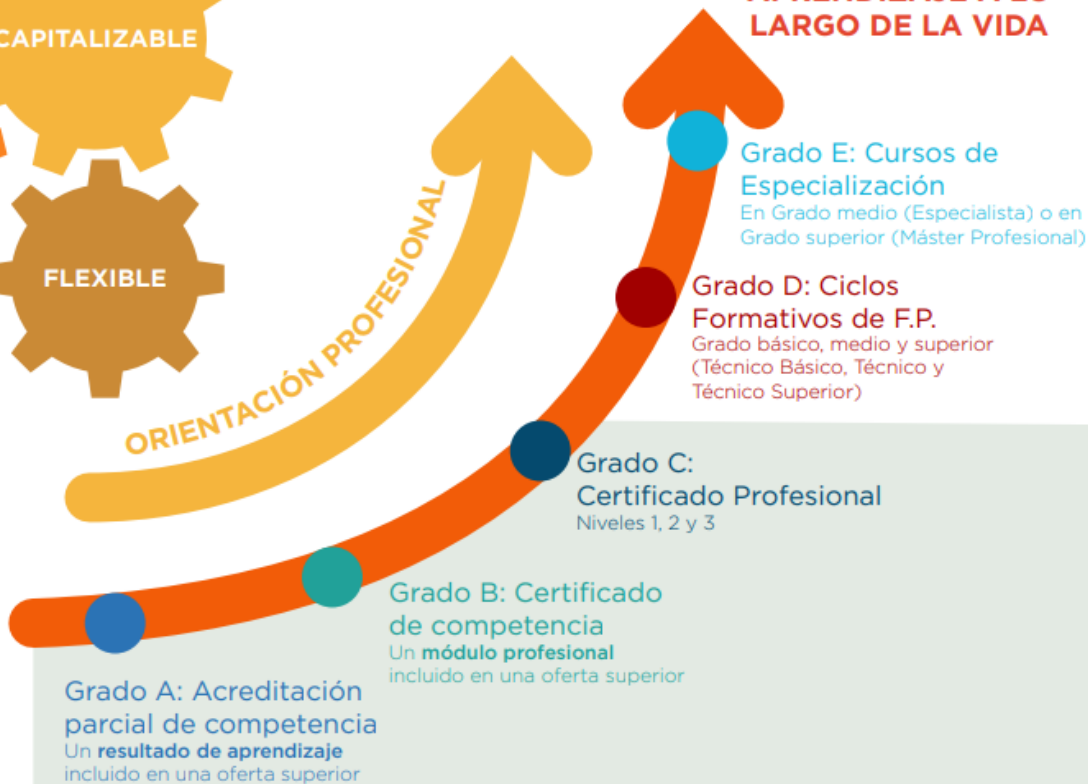 LARGO DE LA VIDA
CAPITALIZABLE
FLEXIBLE
ORIENTACIÓN PROFESIONAL
Grado E: Cursos de
Especialización
En Grado medio (Especialista) o en
Grado superior (Máster Profesional)
Grado D: Ciclos
Formativos de F.P.
Grado básico, medio y superior
(Técnico Básico, Técnico y
Técnico Superior)
Grado C:
Certificado Profesional
Niveles 1, 2 y 3
Grado B: Certificado
de competencia
Un módulo profesional
incluido en una oferta superior
Grado A: Acreditación
parcial de competencia
Un resultado de aprendizaje
incluido en una oferta superior